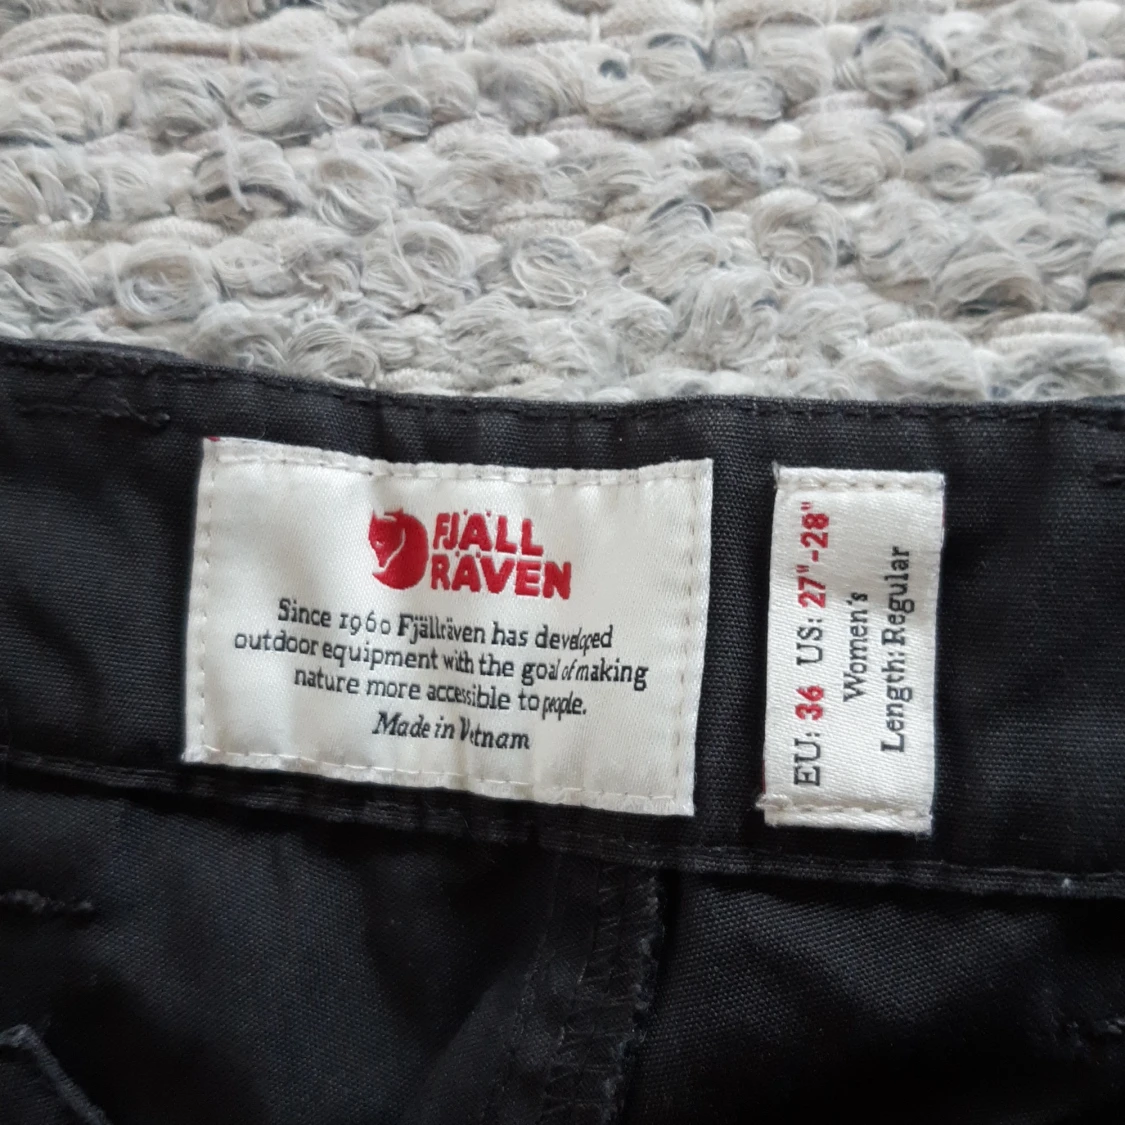 FJÄLL
RÄVEN
Since 1960 Fjällräven has developed
outdoor equipment with the goal of making
nature more accessible to people.
Made in Vietnam
EU: 36 US: 27"-28"
Women's
Length: Regular